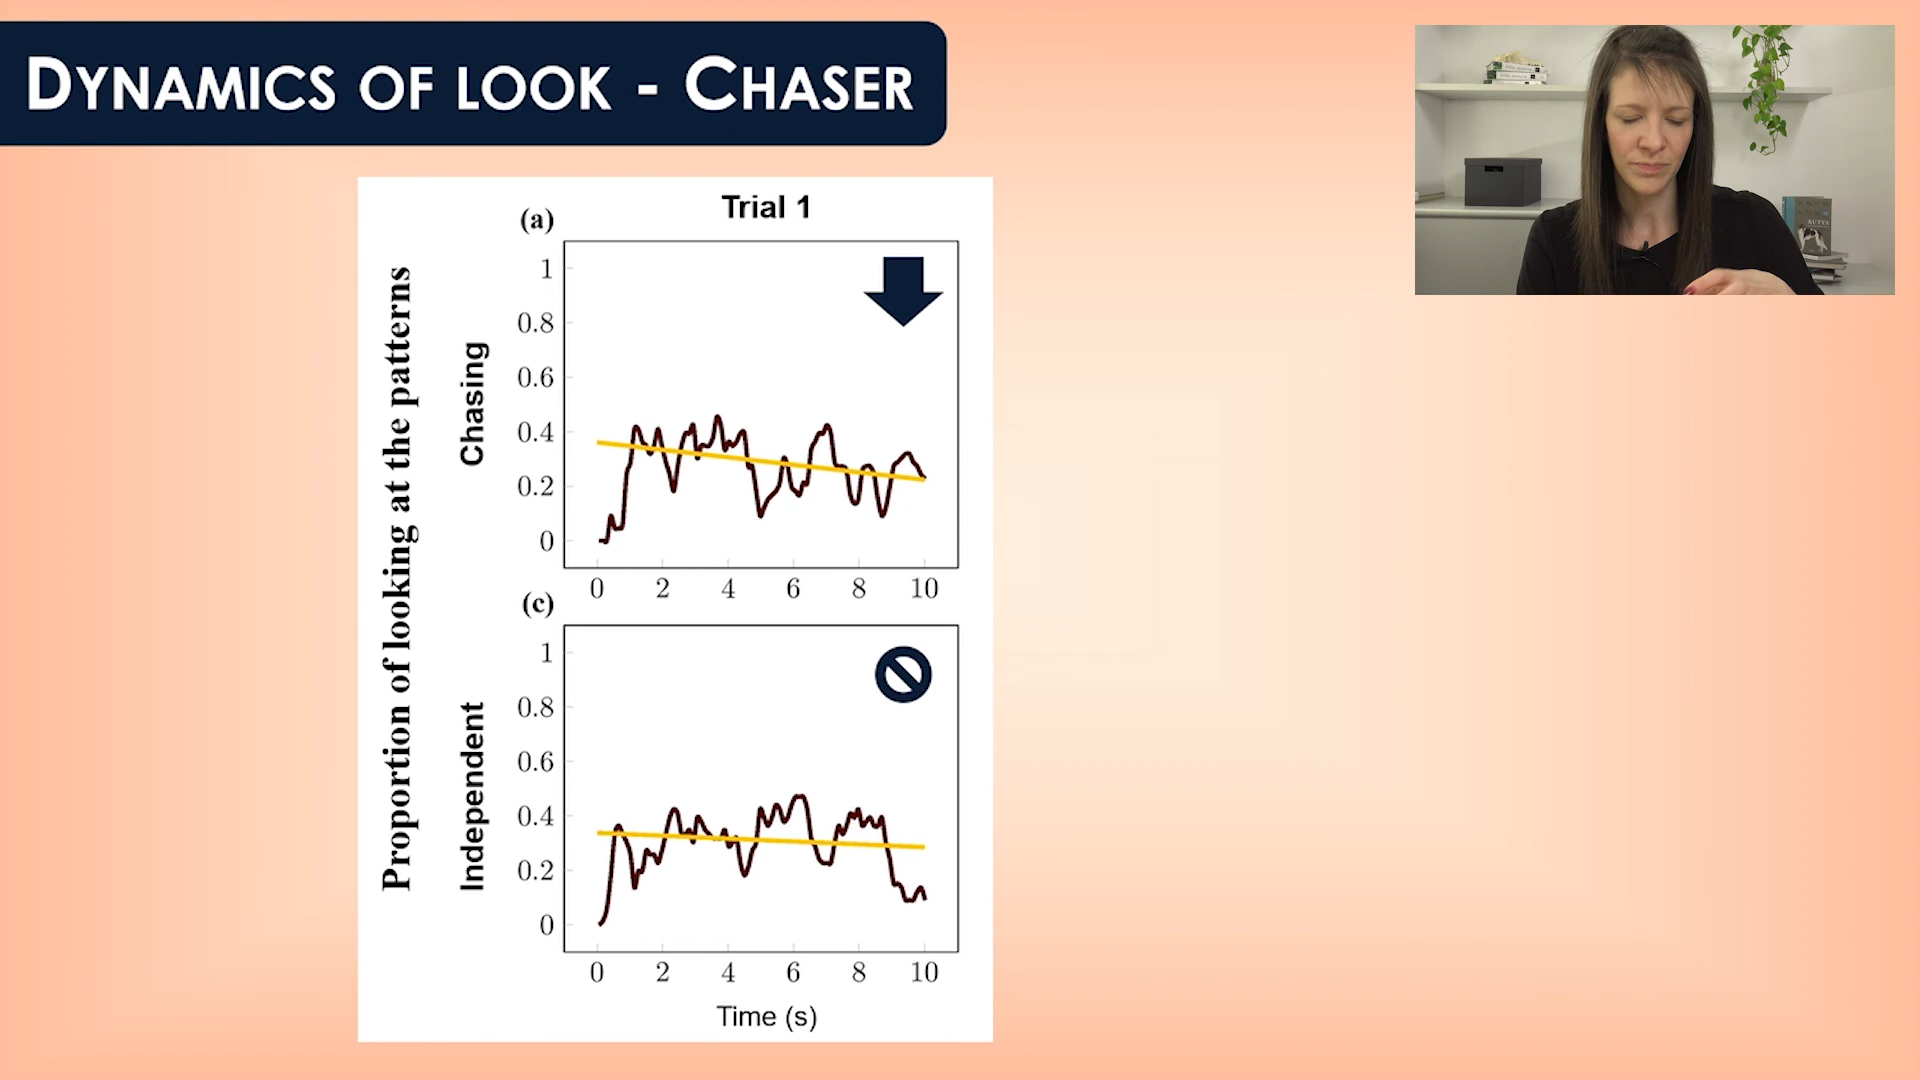 DYNAMICS OF LOOK - CHASER
Trial 1
(a)
Proportion of looking at the patterns
Chasing
1
0.8
0.6
0.4
0.2
0
0 2 4 6 8 10
(c)
Independent
1
0.8
0.6
0.4
0.2
0
0 2 4 6 8 10
Time (s)
KUTYA